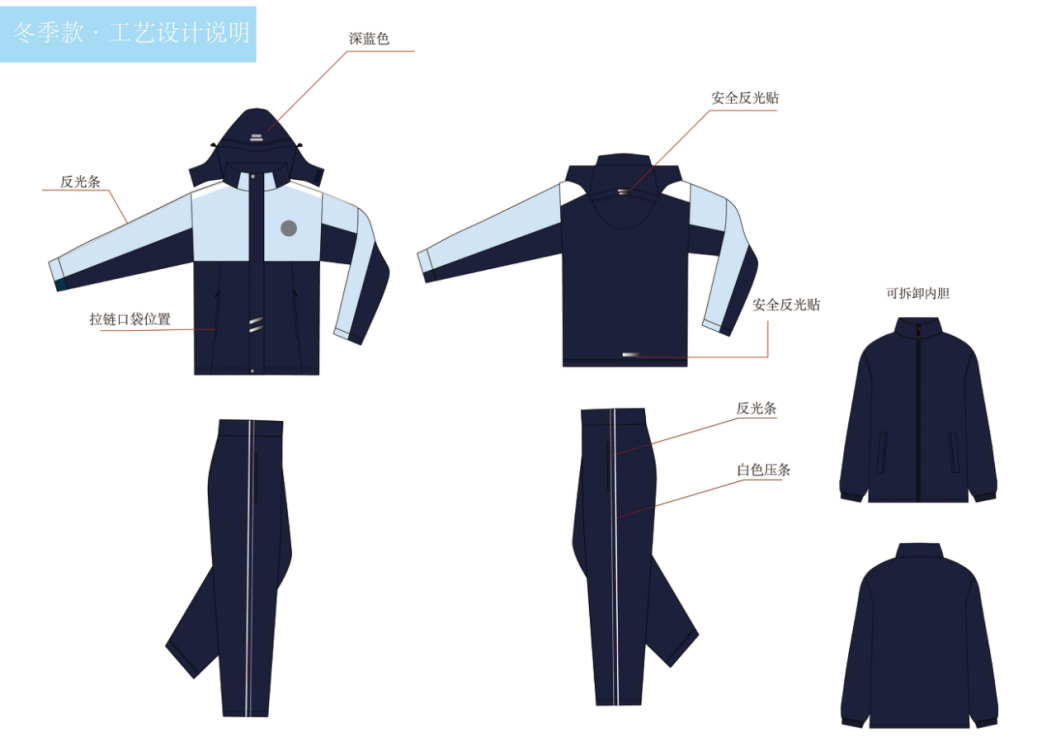 冬季款·工艺设计说明
深蓝色
安全反光贴
反光条
拉链口袋位置
安全反光贴
可拆卸内胆
反光条
白色压条